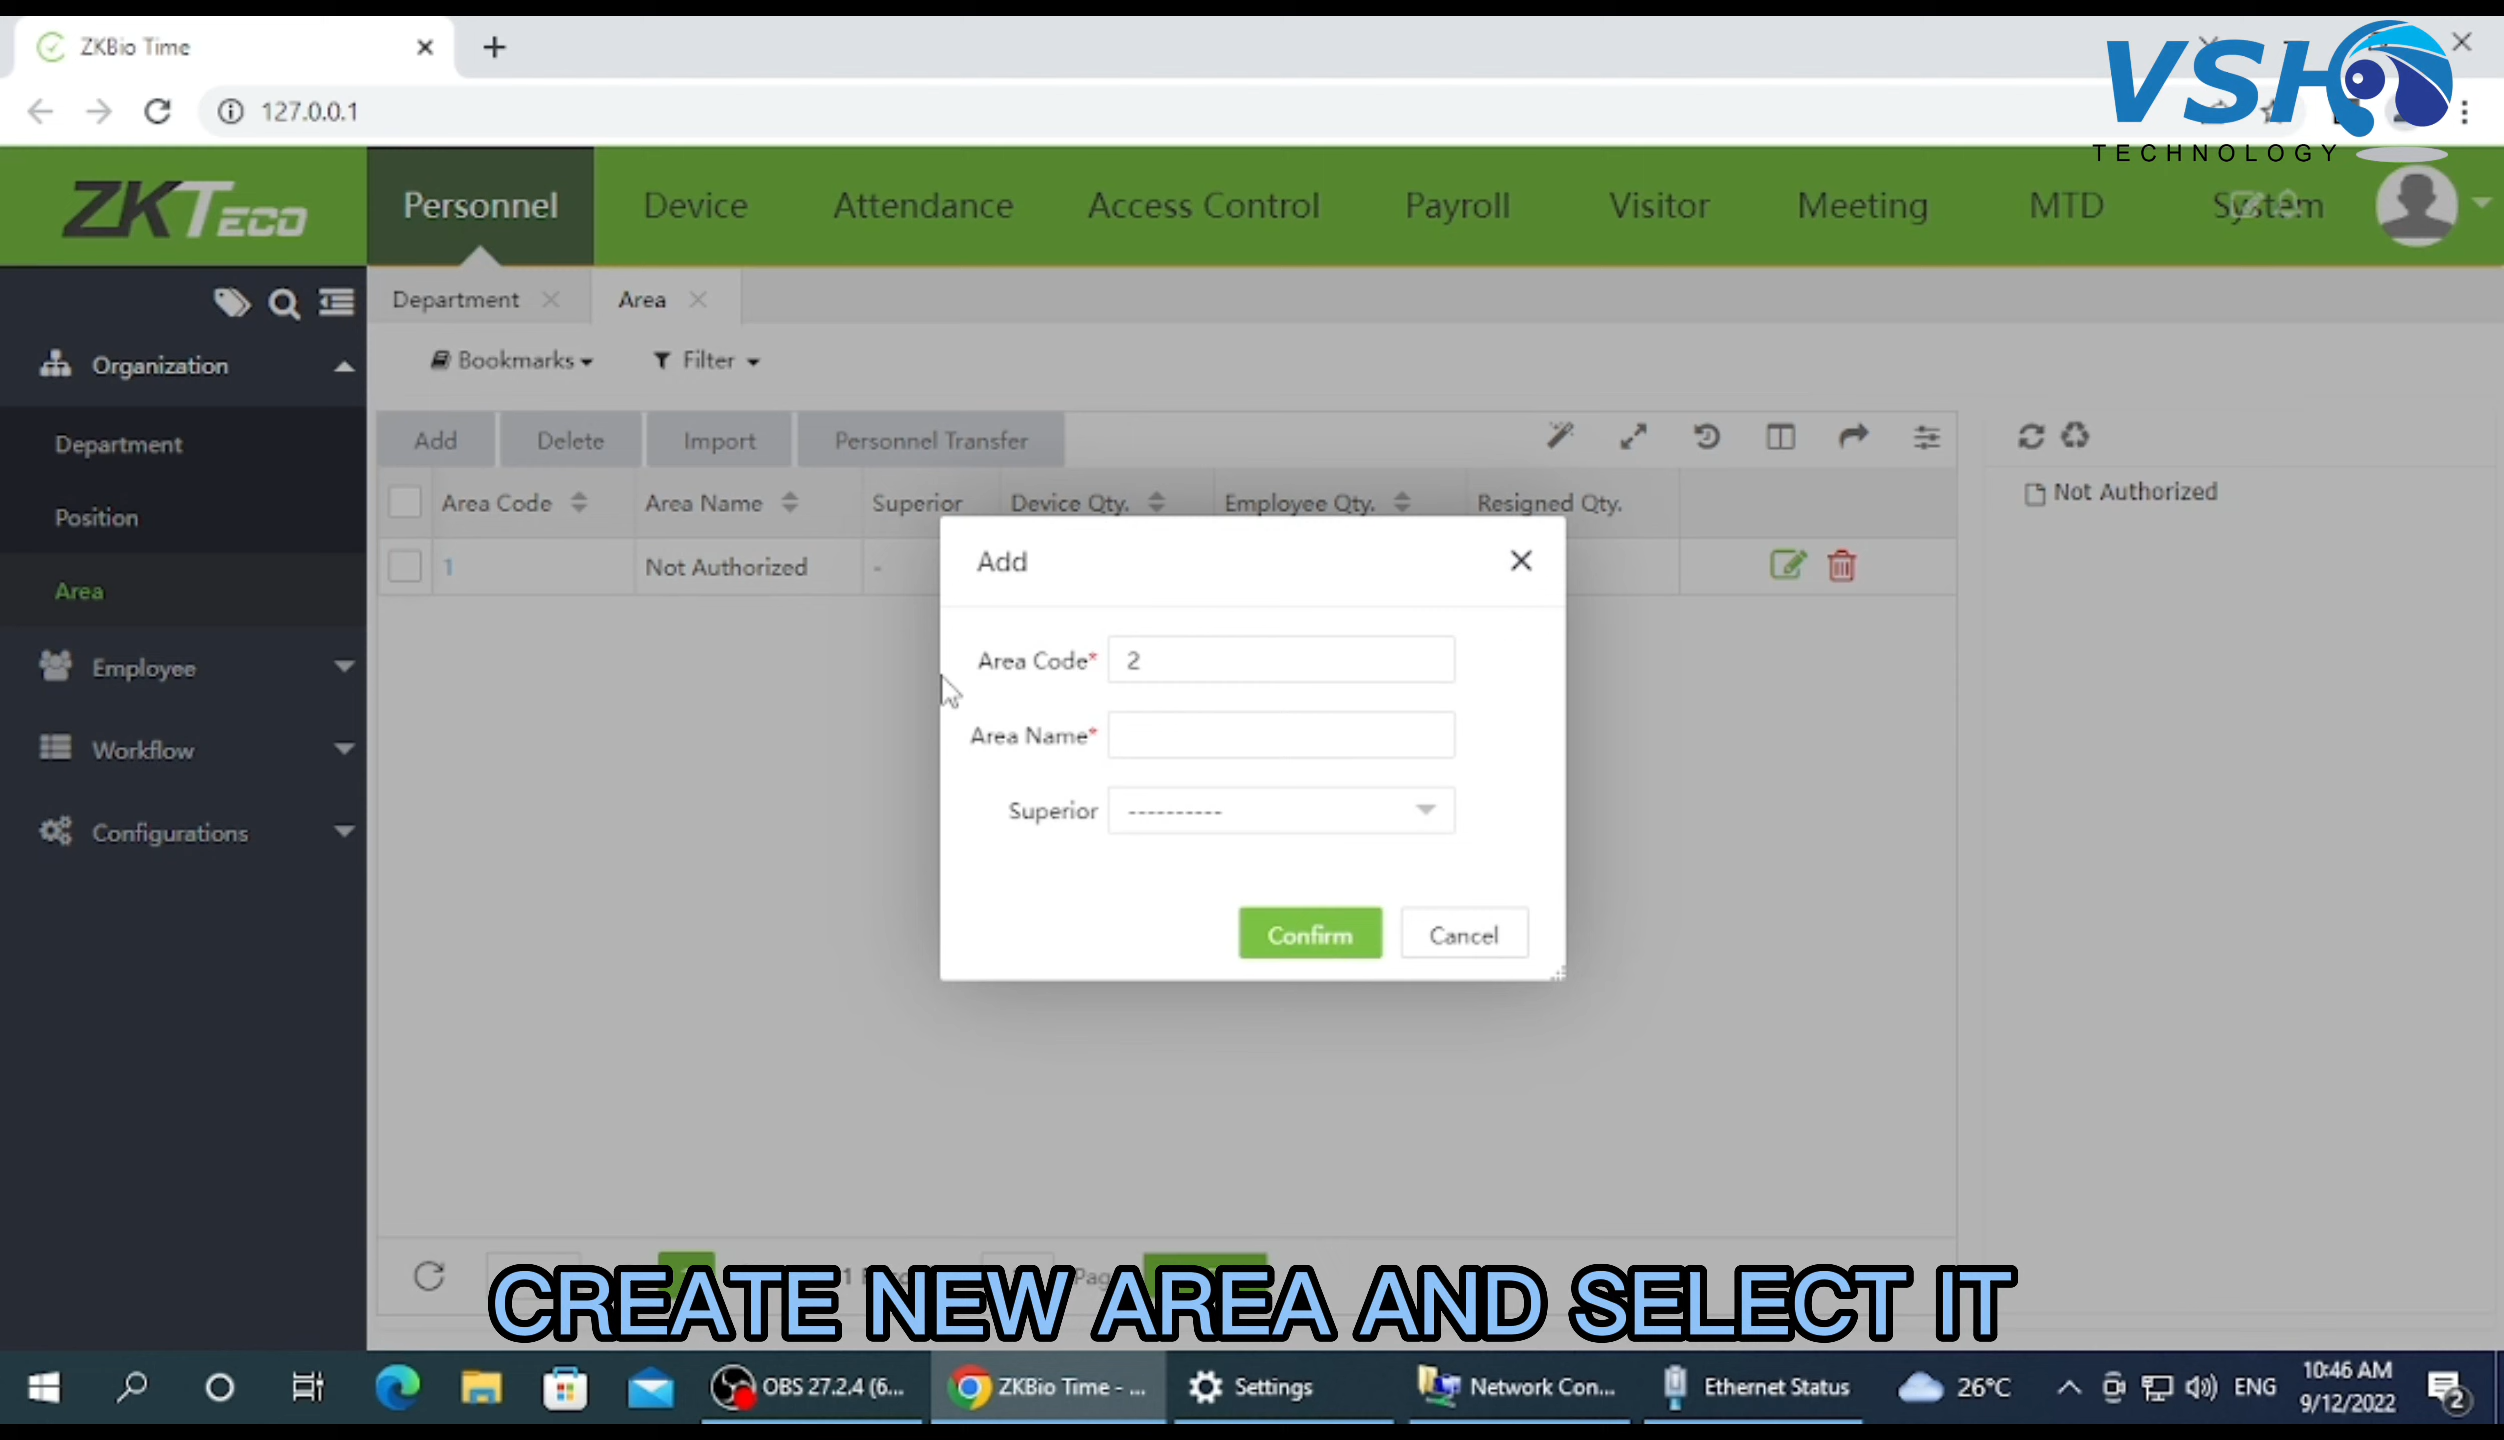 ZKBio Time
VSH
TECHNOLOGY
127.0.0.1
ZKTECO
Personnel
Device
Attendance
Access Control
Payroll
Visitor
Meeting
MTD
System
Department
Area
Organization
Bookmarks
Filter
Department
Position
Area
Employee
Workflow
Configurations
Add
Delete
Import
Personnel Transfer
Area Code
Area Name
Superior
Device Qty.
Employee Qty.
Resigned Qty.
1
Not Authorized
-
Not Authorized
Add
Area Code*
2
Area Name*
Superior
----------
Confirm
Cancel
CREATE NEW AREA AND SELECT IT
OBS 27.2.4 (6...
ZKBio Time - ...
Settings
Network Con...
Ethernet Status
26°C
ENG
10:46 AM
9/12/2022
2